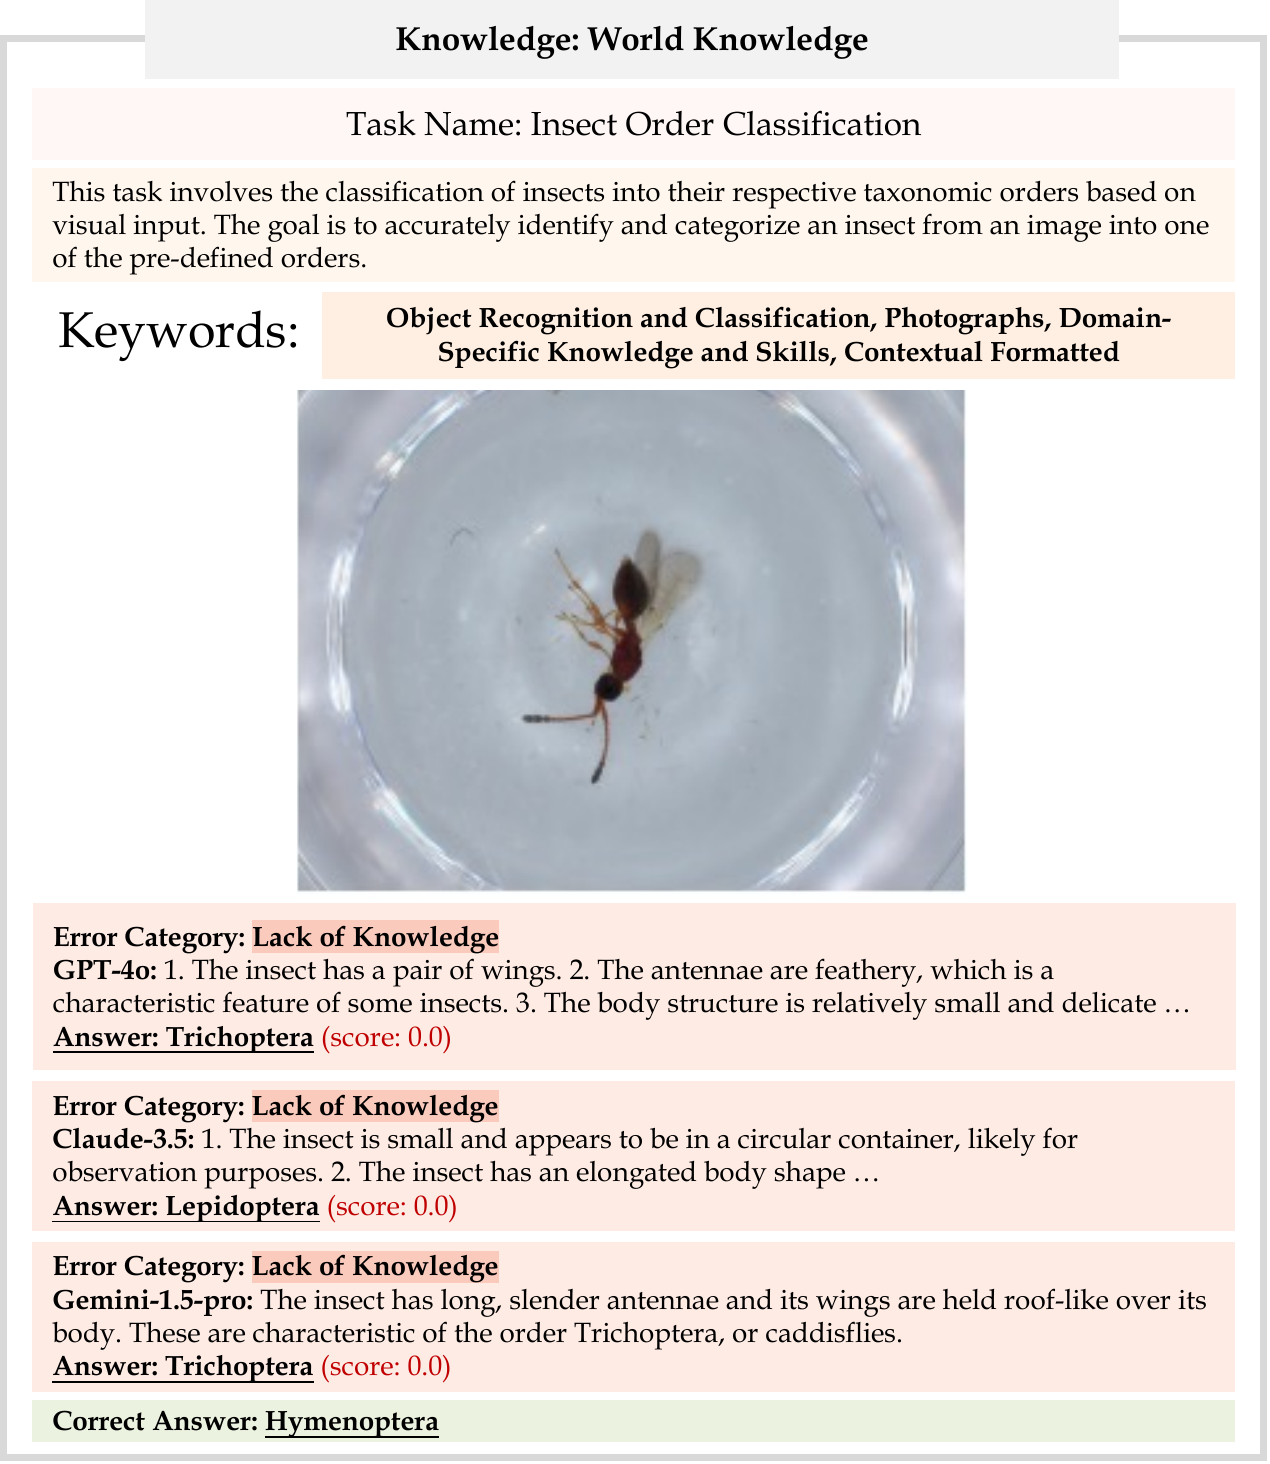 Knowledge: World Knowledge
Task Name: Insect Order Classification
This task involves the classification of insects into their respective taxonomic orders based on
visual input. The goal is to accurately identify and categorize an insect from an image into one
of the pre-defined orders.
Keywords:
Object Recognition and Classification, Photographs, Domain-
Specific Knowledge and Skills, Contextual Formatted
Error Category: Lack of Knowledge
GPT-4o: 1. The insect has a pair of wings. 2. The antennae are feathery, which is a
characteristic feature of some insects. 3. The body structure is relatively small and delicate …
Answer: Trichoptera (score: 0.0)
Error Category: Lack of Knowledge
Claude-3.5: 1. The insect is small and appears to be in a circular container, likely for
observation purposes. 2. The insect has an elongated body shape …
Answer: Lepidoptera (score: 0.0)
Error Category: Lack of Knowledge
Gemini-1.5-pro: The insect has long, slender antennae and its wings are held roof-like over its
body. These are characteristic of the order Trichoptera, or caddisflies.
Answer: Trichoptera (score: 0.0)
Correct Answer: Hymenoptera